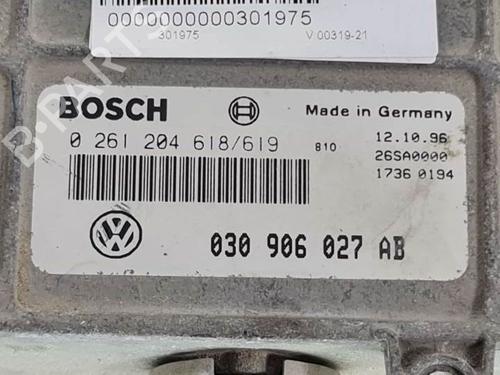 0000000000301975
301975 V 00319-21
BOSCH Made in Germany
0 261 204 618/619 810 12.10.96
26SA0000
1736 0194
030 906 027 AB
B-PARTS